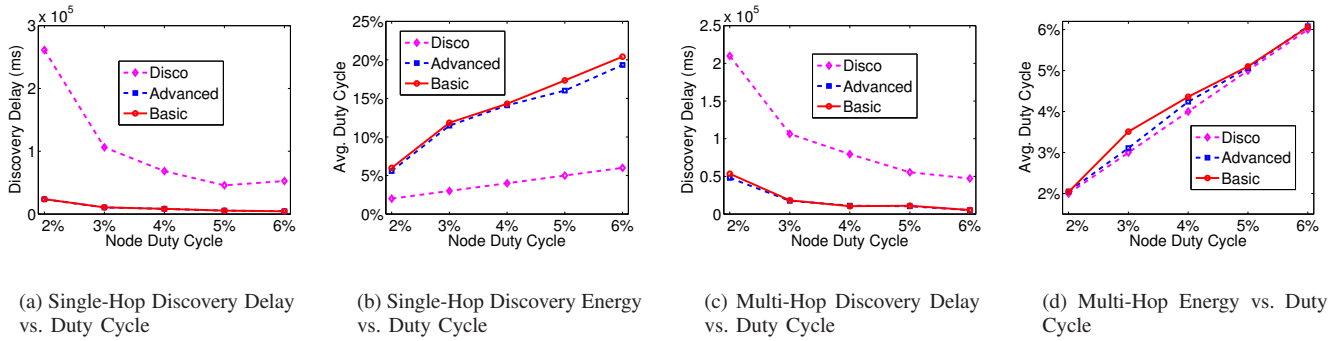 x 10^5
3
2
1
0
Discovery Delay (ms)
Disco
Advanced
Basic
2% 3% 4% 5% 6%
Node Duty Cycle
25%
20%
15%
10%
5%
0%
Avg. Duty Cycle
Disco
Advanced
Basic
2% 3% 4% 5% 6%
Node Duty Cycle
x 10^5
2.5
2
1.5
1
0.5
0
Discovery Delay (ms)
Disco
Advanced
Basic
2% 3% 4% 5% 6%
Node Duty Cycle
6%
5%
4%
3%
2%
Avg. Duty Cycle
Disco
Advanced
Basic
2% 3% 4% 5% 6%
Node Duty Cycle
(a) Single-Hop Discovery Delay
vs. Duty Cycle
(b) Single-Hop Discovery Energy
vs. Duty Cycle
(c) Multi-Hop Discovery Delay
vs. Duty Cycle
(d) Multi-Hop Energy vs. Duty
Cycle